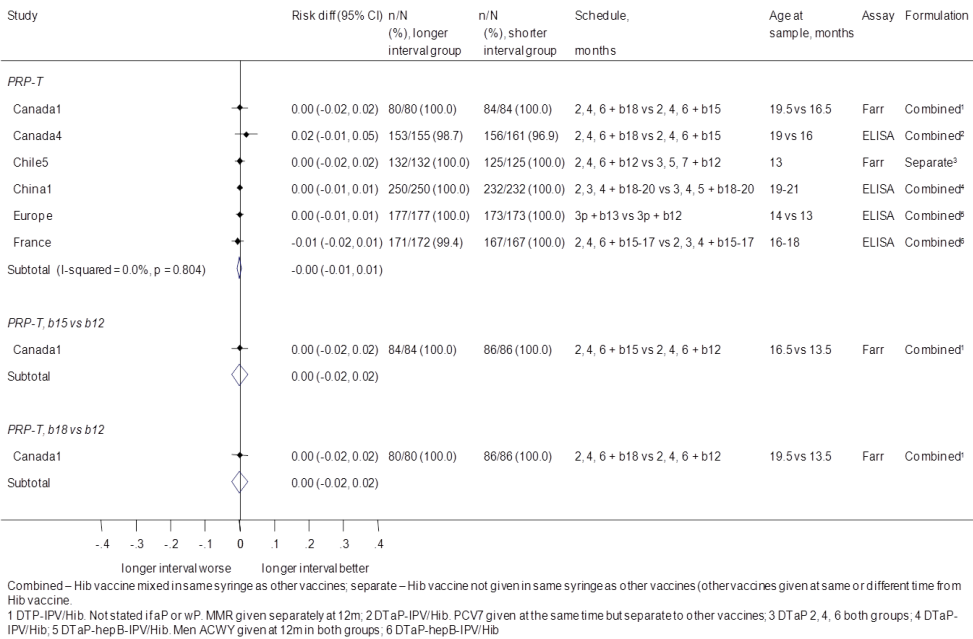 Study Risk diff (95% CI) n/N n/N Schedule, Age at Assay Formulation
(%), longer (%), shorter sample, months
interval group interval group months
PRP-T
Canada1 0.00 (-0.02, 0.02) 80/80 (100.0) 84/84 (100.0) 2, 4, 6 + b18 vs 2, 4, 6 + b15 19.5 vs 16.5 Farr Combined¹
Canada4 0.02 (-0.01, 0.05) 153/155 (98.7) 156/161 (96.9) 2, 4, 6 + b18 vs 2, 4, 6 + b15 19 vs 16 ELISA Combined²
Chile5 0.00 (-0.02, 0.02) 132/132 (100.0) 125/125 (100.0) 2, 4, 6 + b12 vs 3, 5, 7 + b12 13 Farr Separate³
China1 0.00 (-0.01, 0.01) 250/250 (100.0) 232/232 (100.0) 2, 3, 4 + b18-20 vs 3, 4, 5 + b18-20 19-21 ELISA Combined⁴
Europe 0.00 (-0.01, 0.01) 177/177 (100.0) 173/173 (100.0) 3p + b13 vs 3p + b12 14 vs 13 ELISA Combined⁵
France -0.01 (-0.02, 0.01) 171/172 (99.4) 167/167 (100.0) 2, 4, 6 + b15-17 vs 2, 3, 4 + b15-17 16-18 ELISA Combined⁶
Subtotal (I-squared = 0.0%, p = 0.804) -0.00 (-0.01, 0.01)
PRP-T, b15 vs b12
Canada1 0.00 (-0.02, 0.02) 84/84 (100.0) 86/86 (100.0) 2, 4, 6 + b15 vs 2, 4, 6 + b12 16.5 vs 13.5 Farr Combined¹
Subtotal 0.00 (-0.02, 0.02)
PRP-T, b18 vs b12
Canada1 0.00 (-0.02, 0.02) 80/80 (100.0) 86/86 (100.0) 2, 4, 6 + b18 vs 2, 4, 6 + b12 19.5 vs 13.5 Farr Combined¹
Subtotal 0.00 (-0.02, 0.02)
-.4 -.3 -.2 -.1 0 .1 .2 .3 .4
longer interval worse longer interval better
Combined – Hib vaccine mixed in same syringe as other vaccines; separate – Hib vaccine not given in same syringe as other vaccines (other vaccines given at same or different time from
Hib vaccine.
1 DTP-IPV/Hib. Not stated if aP or wP. MMR given separately at 12m; 2 DTaP-IPV/Hib. PCV7 given at the same time but separate to other vaccines; 3 DTaP 2, 4, 6 both groups; 4 DTaP-
IPV/Hib; 5 DTaP-hepB-IPV/Hib. Men ACWY given at 12m in both groups; 6 DTaP-hepB-IPV/Hib